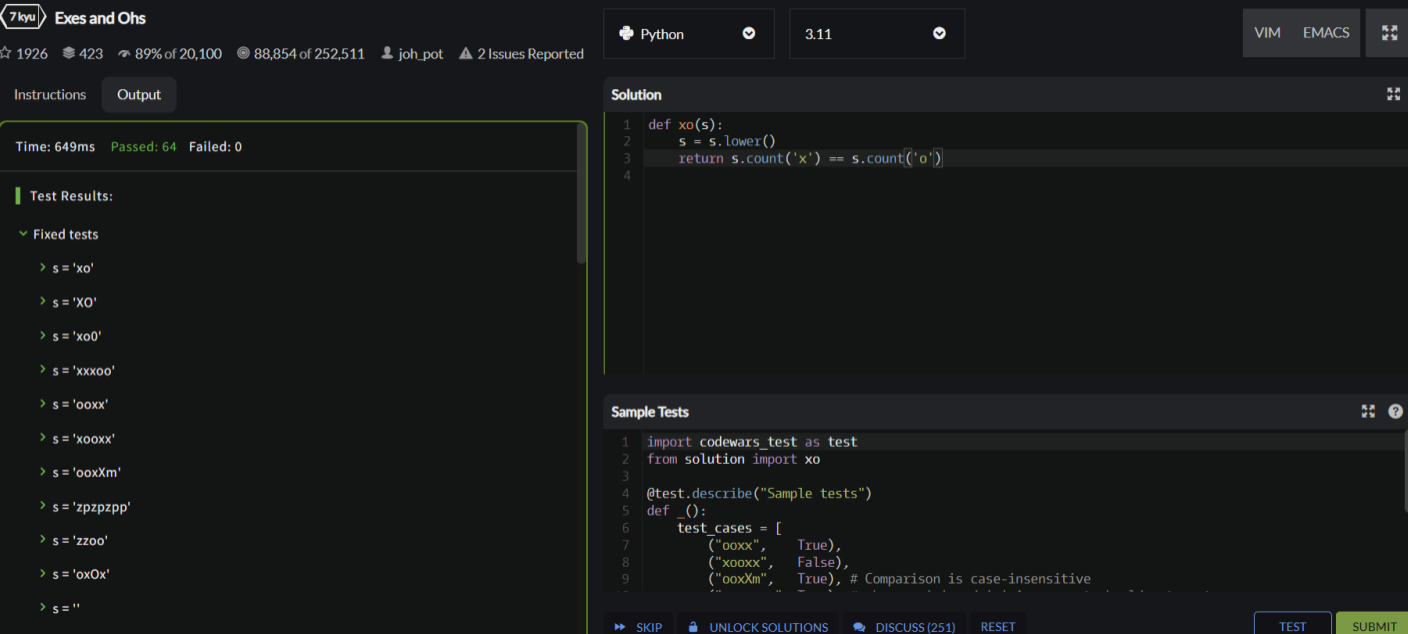 7 kyu Exes and Ohs
1926 423 89% of 20,100 88,854 of 252,511 joh_pot 2 Issues Reported
Instructions Output
Time: 649ms Passed: 64 Failed: 0
Test Results:
Fixed tests
s = 'xo'
s = 'XO'
s = 'xo0'
s = 'xxxoo'
s = 'ooxx'
s = 'xooxx'
s = 'ooxXm'
s = 'zpzpzpp'
s = 'zzoo'
s = 'oxOx'
s = ''
Python 3.11 VIM EMACS
Solution
1 def xo(s):
2 s = s.lower()
3 return s.count('x') == s.count('o')
4
Sample Tests
1 import codewars_test as test
2 from solution import xo
3
4 @test.describe("Sample tests")
5 def _():
6 test_cases = [
7 ("ooxx", True),
8 ("xooxx", False),
9 ("ooxXm", True), # Comparison is case-insensitive
SKIP UNLOCK SOLUTIONS DISCUSS (251) RESET TEST SUBMIT